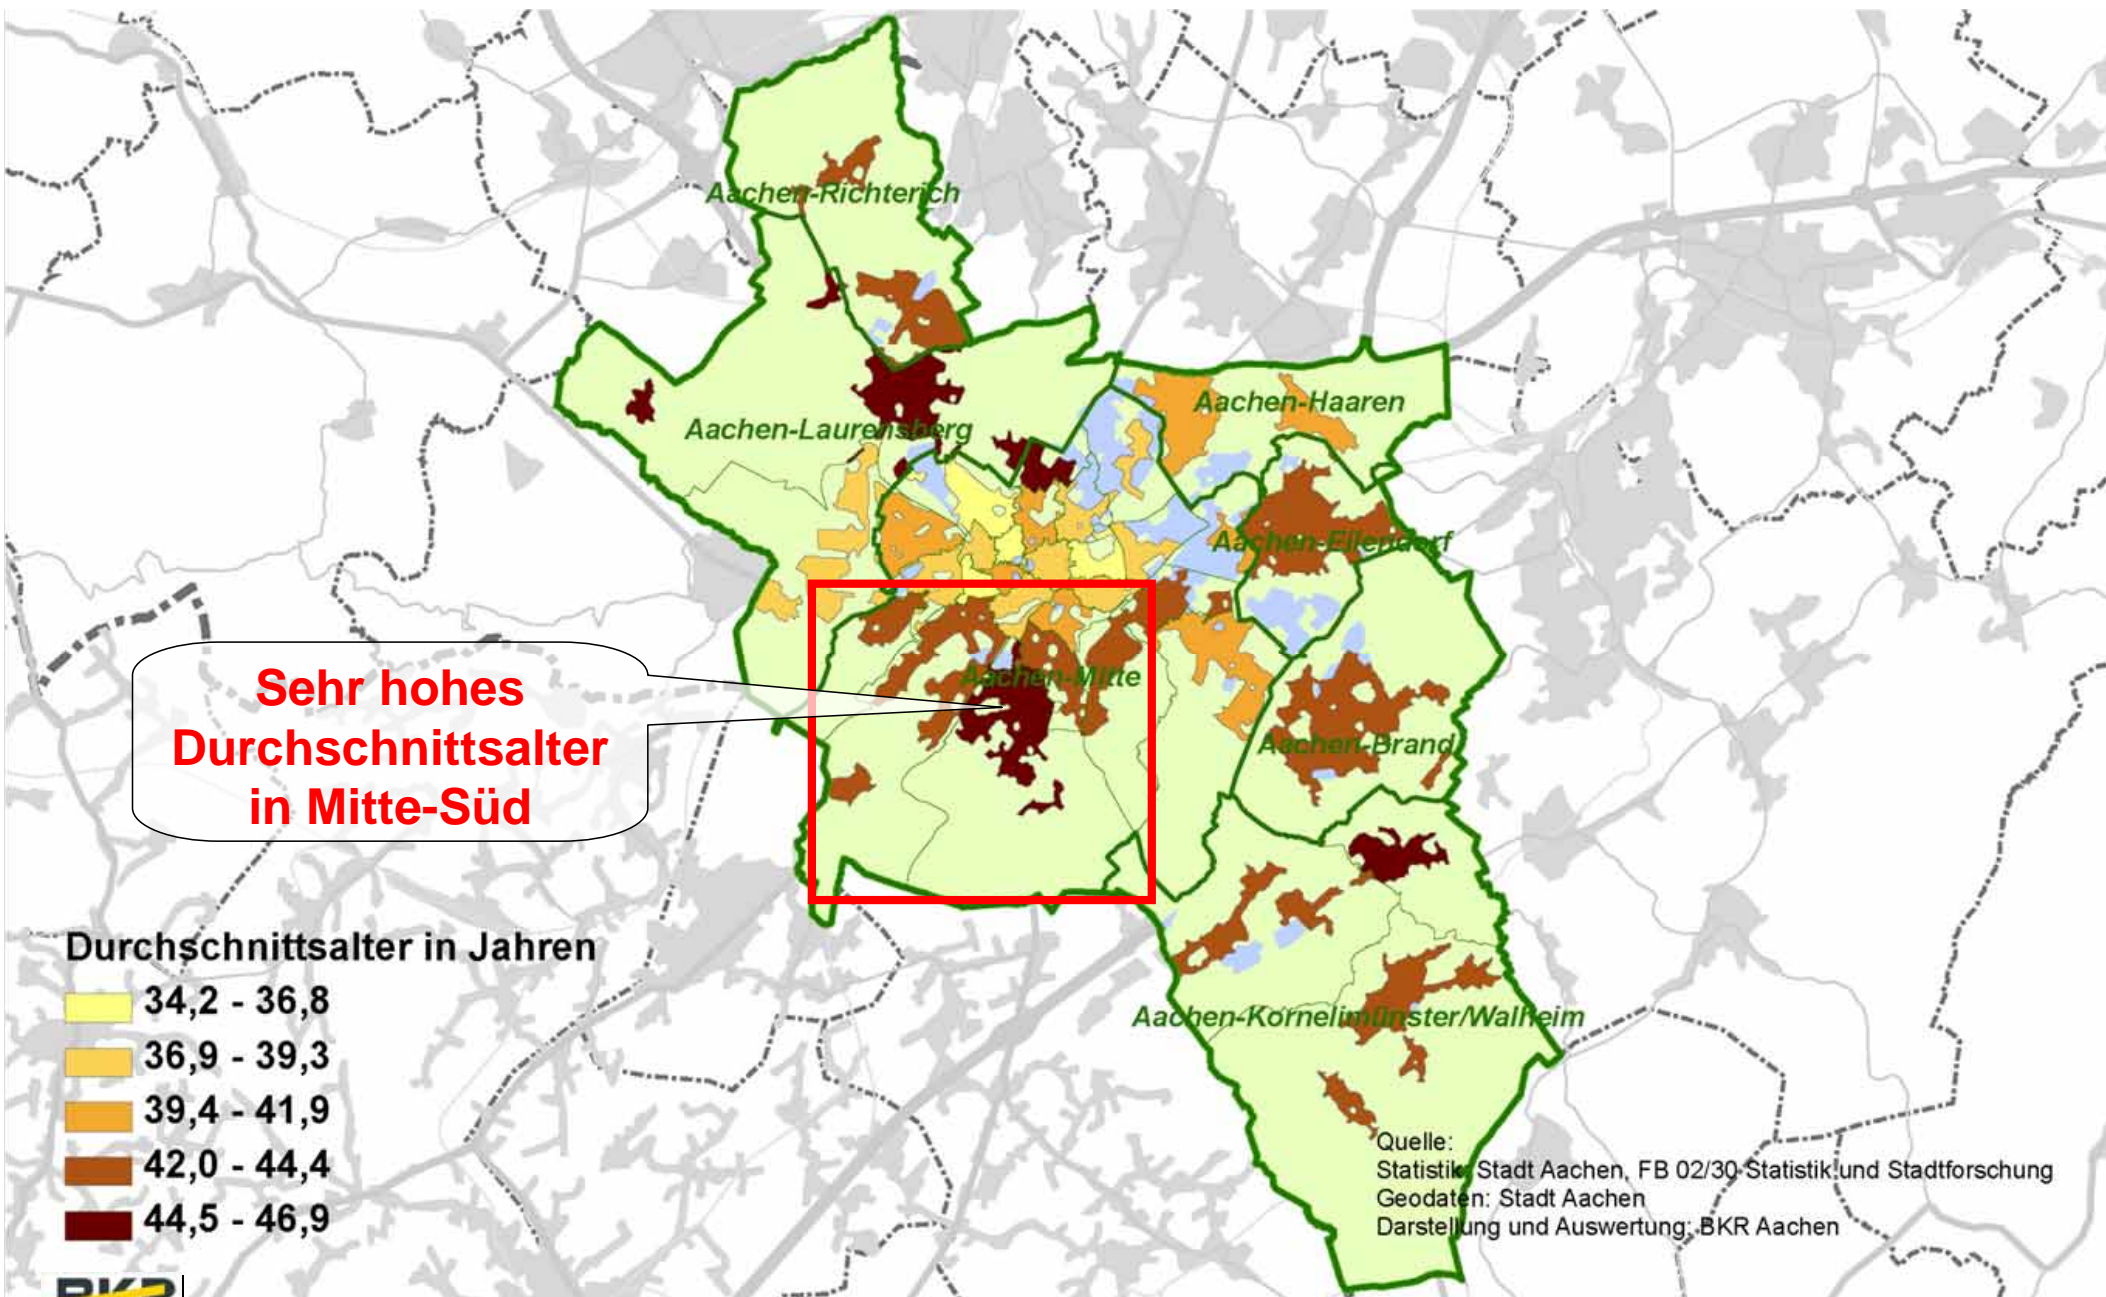 Aachen-Richterich
Aachen-Haaren
Aachen-Laurensberg
Aachen-Eilendorf
Aachen-Mitte
Sehr hohes
Durchschnittsalter
in Mitte-Süd
Aachen-Brand
Durchschnittsalter in Jahren
34,2 - 36,8
36,9 - 39,3
39,4 - 41,9
42,0 - 44,4
44,5 - 46,9
Aachen-Kornelimünster/Walheim
Quelle:
Statistik: Stadt Aachen, FB 02/30 Statistik und Stadtforschung
Geodaten: Stadt Aachen
Darstellung und Auswertung: BKR Aachen
BKR